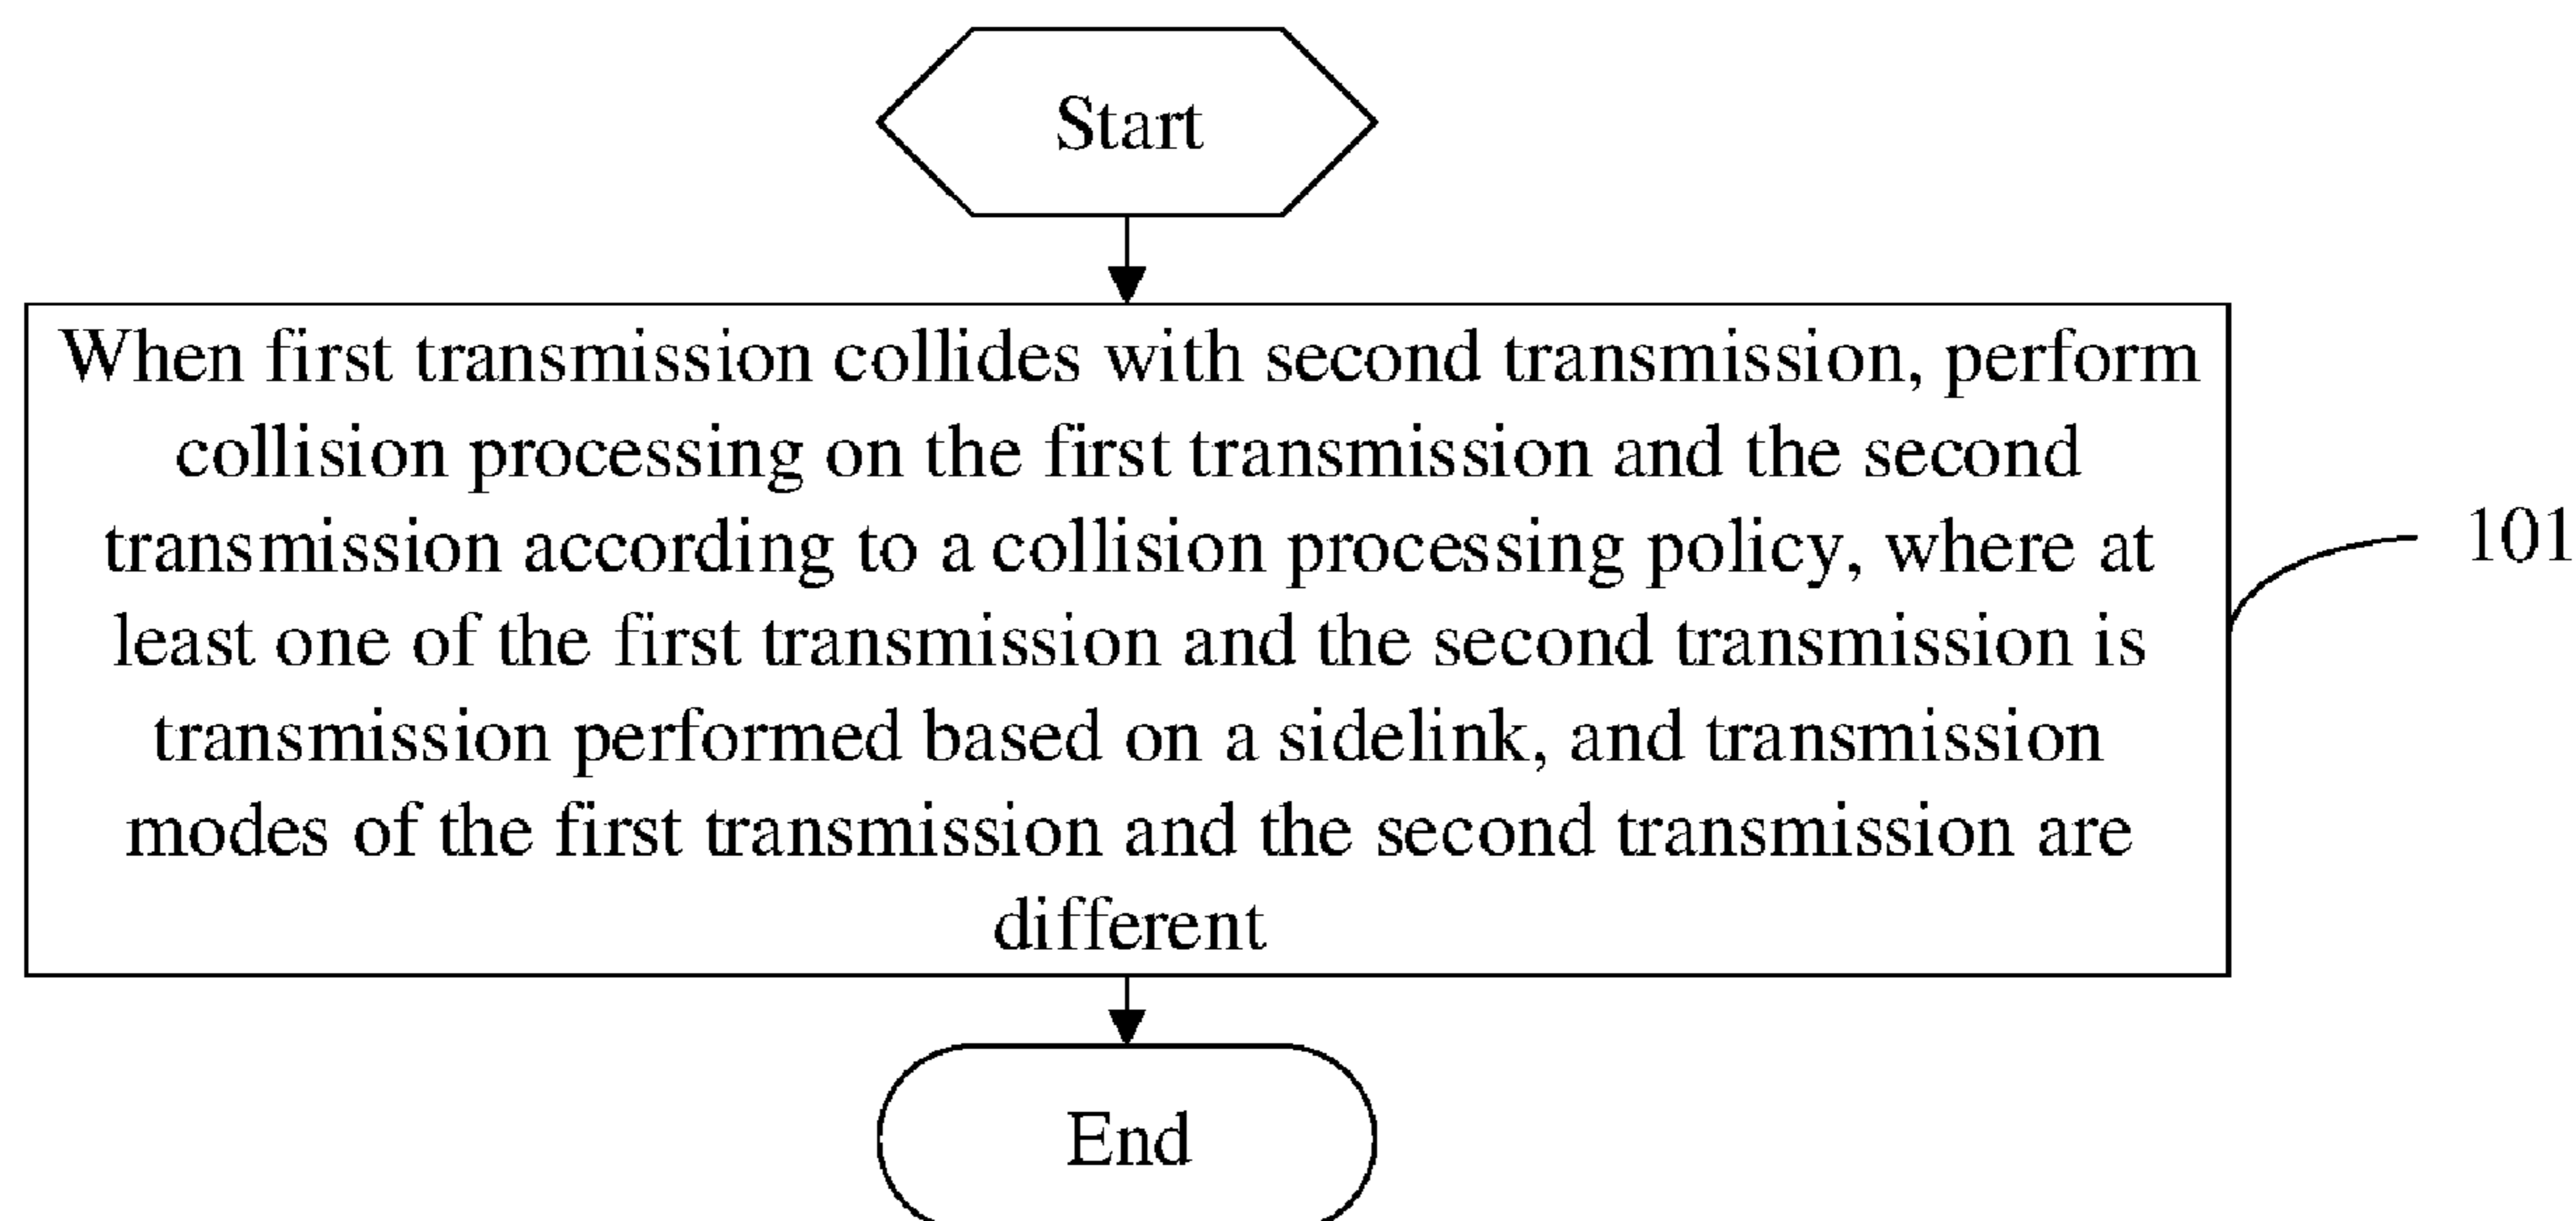 Start
When first transmission collides with second transmission, perform
collision processing on the first transmission and the second
transmission according to a collision processing policy, where at
least one of the first transmission and the second transmission is
transmission performed based on a sidelink, and transmission
modes of the first transmission and the second transmission are
different
101
End